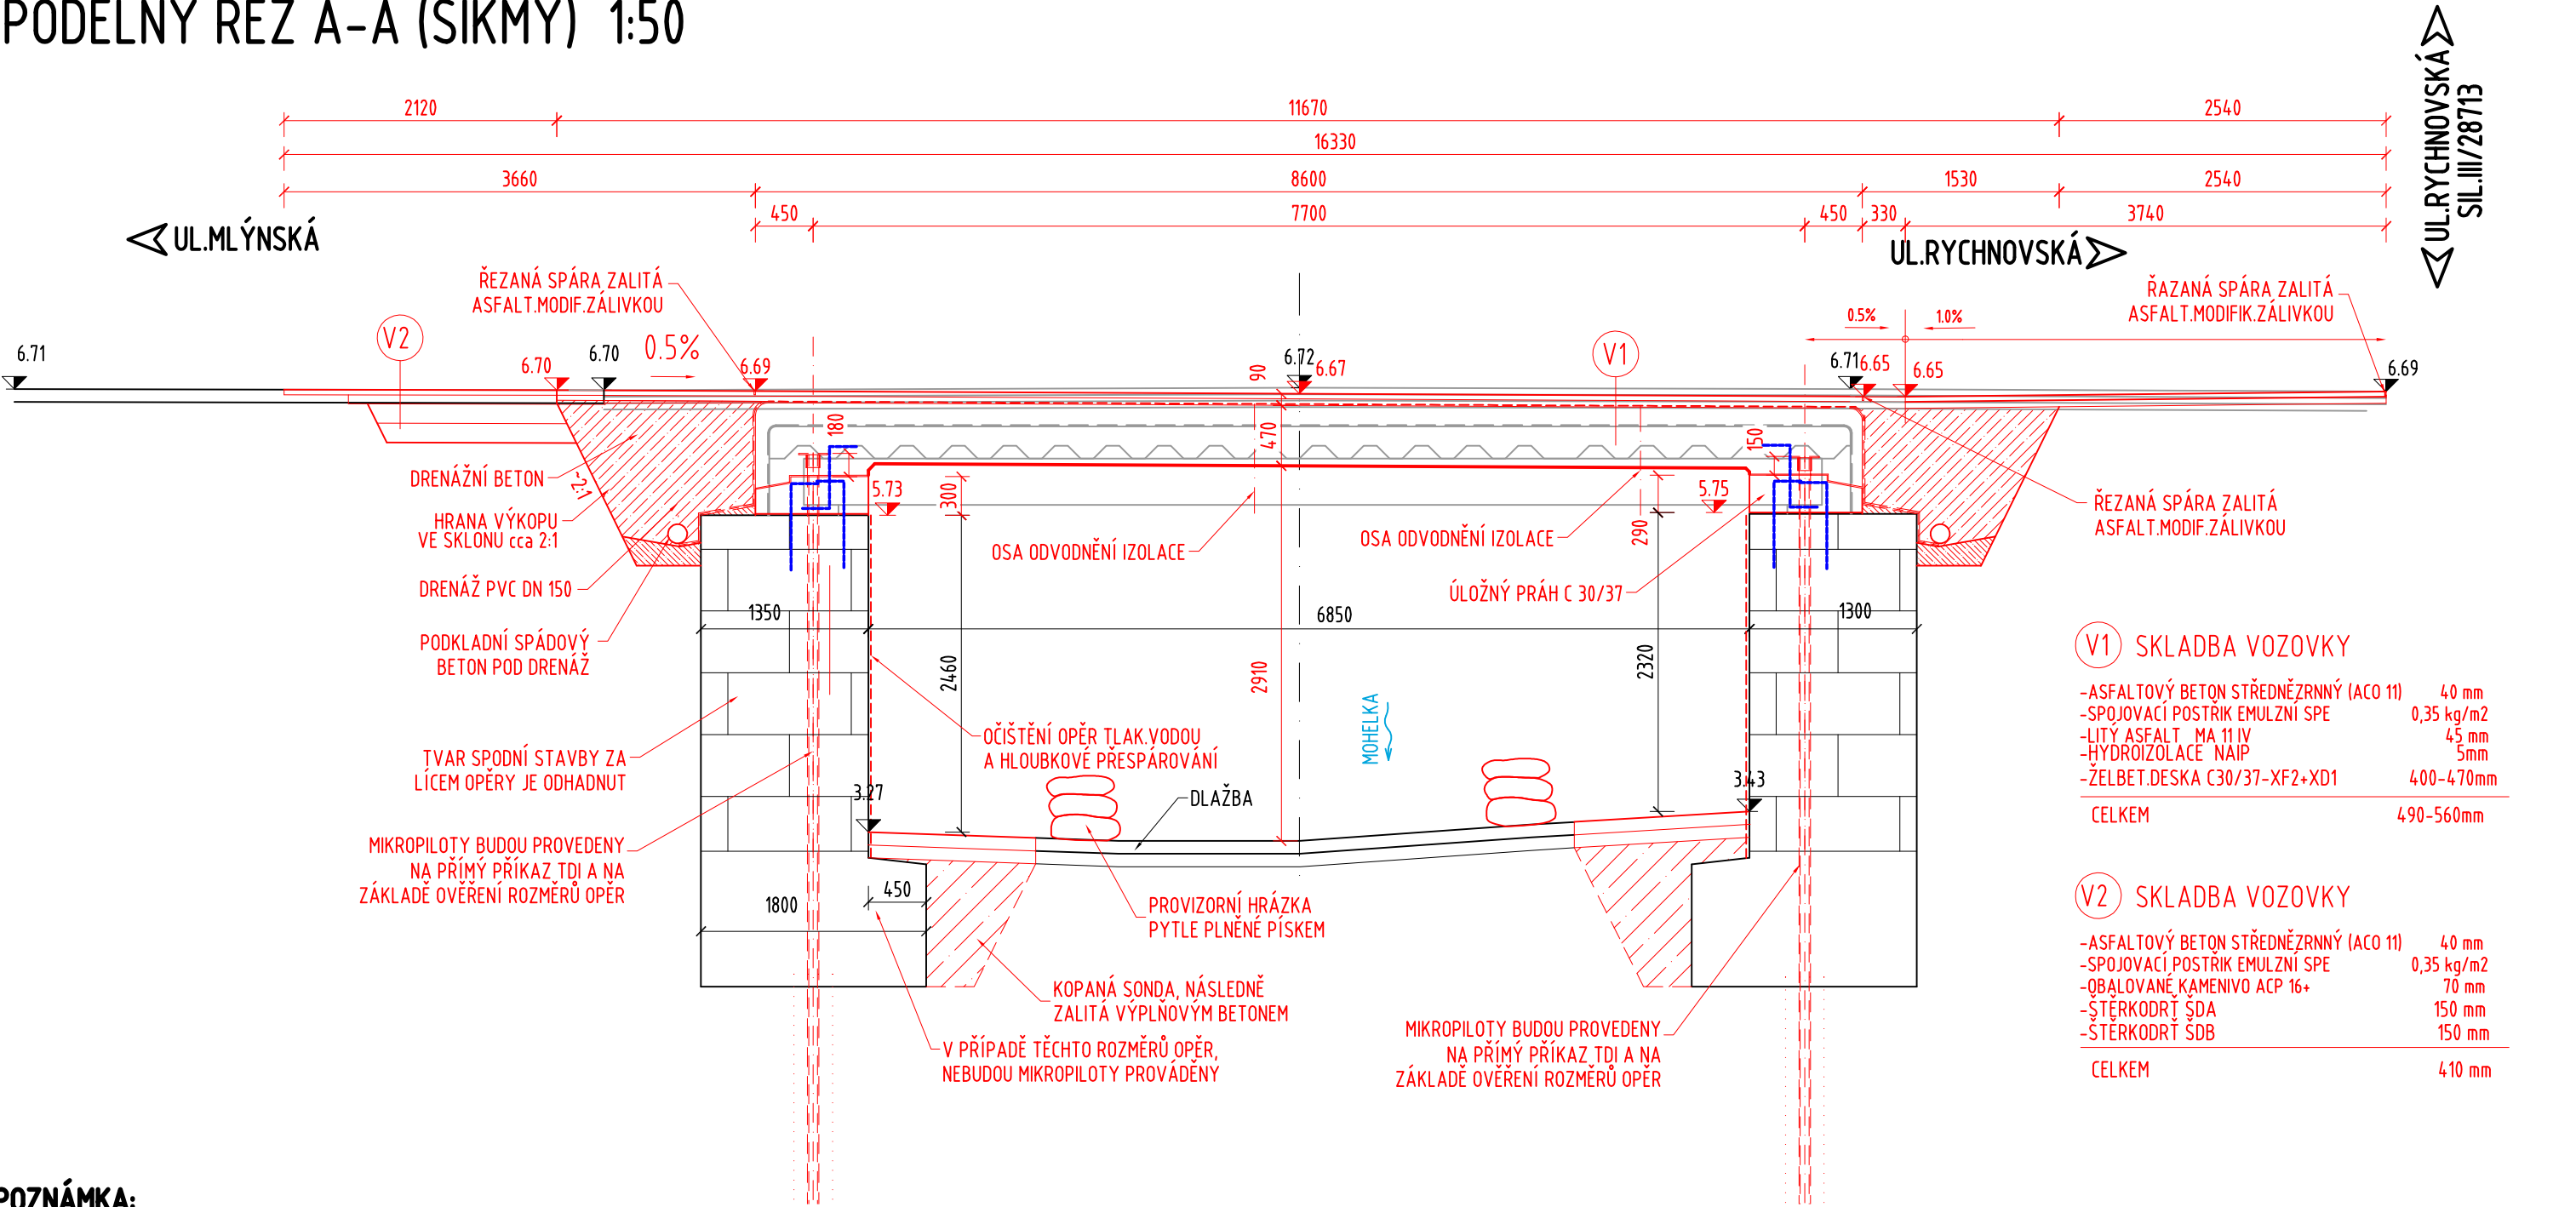 PODELNY REZ A-A (SIKMY) 1:50
UL.RYCHNOVSKÁ
SIL.III/28713
2120
11670
2540
16330
3660
8600
1530
2540
450
7700
450
330
3740
UL.MLÝNSKÁ
UL.RYCHNOVSKÁ
ŘEZANÁ SPÁRA ZALITÁ
ASFALT.MODIF.ZÁLIVKOU
ŘAZANÁ SPÁRA ZALITÁ
ASFALT.MODIFIK.ZÁLIVKOU
V2
V1
0.5%
1.0%
6.71
6.70
6.70
0.5%
6.69
90
6.72
6.67
6.71
6.65
6.65
6.69
180
470
150
DRENÁŽNÍ BETON
~2:1
5.73
300
5.75
290
HRANA VÝKOPU
VE SKLONU cca 2:1
OSA ODVODNĚNÍ IZOLACE
OSA ODVODNĚNÍ IZOLACE
ŘEZANÁ SPÁRA ZALITÁ
ASFALT.MODIF.ZÁLIVKOU
DRENÁŽ PVC DN 150
ÚLOŽNÝ PRÁH C 30/37
1350
6850
1300
PODKLADNÍ SPÁDOVÝ
BETON POD DRENÁŽ
2460
2910
2320
MOHELKA
OČIŠTĚNÍ OPĚR TLAK.VODOU
A HLOUBKOVÉ PŘESPÁROVÁNÍ
TVAR SPODNÍ STAVBY ZA
LÍCEM OPĚRY JE ODHADNUT
3.27
DLAŽBA
3.43
MIKROPILOTY BUDOU PROVEDENY
NA PŘÍMÝ PŘÍKAZ TDI A NA
ZÁKLADĚ OVĚŘENÍ ROZMĚRŮ OPĚR
450
1800
PROVIZORNÍ HRÁZKA
PYTLE PLNĚNÉ PÍSKEM
KOPANÁ SONDA, NÁSLEDNĚ
ZALITÁ VÝPLŇOVÝM BETONEM
V PŘÍPADĚ TĚCHTO ROZMĚRŮ OPĚR,
NEBUDOU MIKROPILOTY PROVÁDĚNY
MIKROPILOTY BUDOU PROVEDENY
NA PŘÍMÝ PŘÍKAZ TDI A NA
ZÁKLADĚ OVĚŘENÍ ROZMĚRŮ OPĚR
V1 SKLADBA VOZOVKY
-ASFALTOVÝ BETON STŘEDNĚZRNNÝ (ACO 11) 40 mm
-SPOJOVACÍ POSTŘIK EMULZNÍ SPE 0,35 kg/m2
-LITÝ ASFALT MA 11 IV 45 mm
-HYDROIZOLACE NAIP 5mm
-ŽELBET.DESKA C30/37-XF2+XD1 400-470mm
CELKEM 490-560mm
V2 SKLADBA VOZOVKY
-ASFALTOVÝ BETON STŘEDNĚZRNNÝ (ACO 11) 40 mm
-SPOJOVACÍ POSTŘIK EMULZNÍ SPE 0,35 kg/m2
-OBALOVANÉ KAMENIVO ACP 16+ 70 mm
-ŠTĚRKODRŤ ŠDA 150 mm
-ŠTĚRKODRŤ ŠDB 150 mm
CELKEM 410 mm
POZNÁMKA: